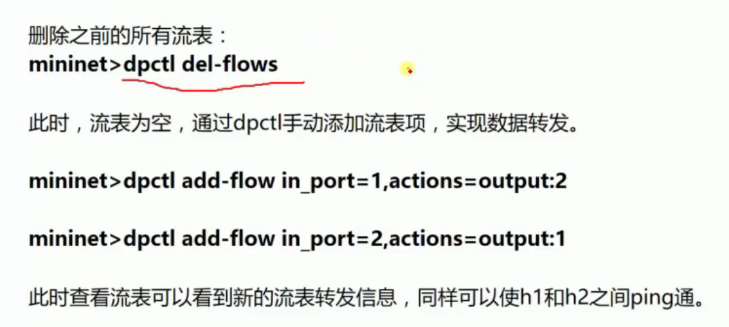 删除之前的所有流表：
mininet>dpctl del-flows
此时，流表为空，通过dpctl手动添加流表项，实现数据转发。
mininet>dpctl add-flow in_port=1,actions=output:2
mininet>dpctl add-flow in_port=2,actions=output:1
此时查看流表可以看到新的流表转发信息，同样可以使h1和h2之间ping通。